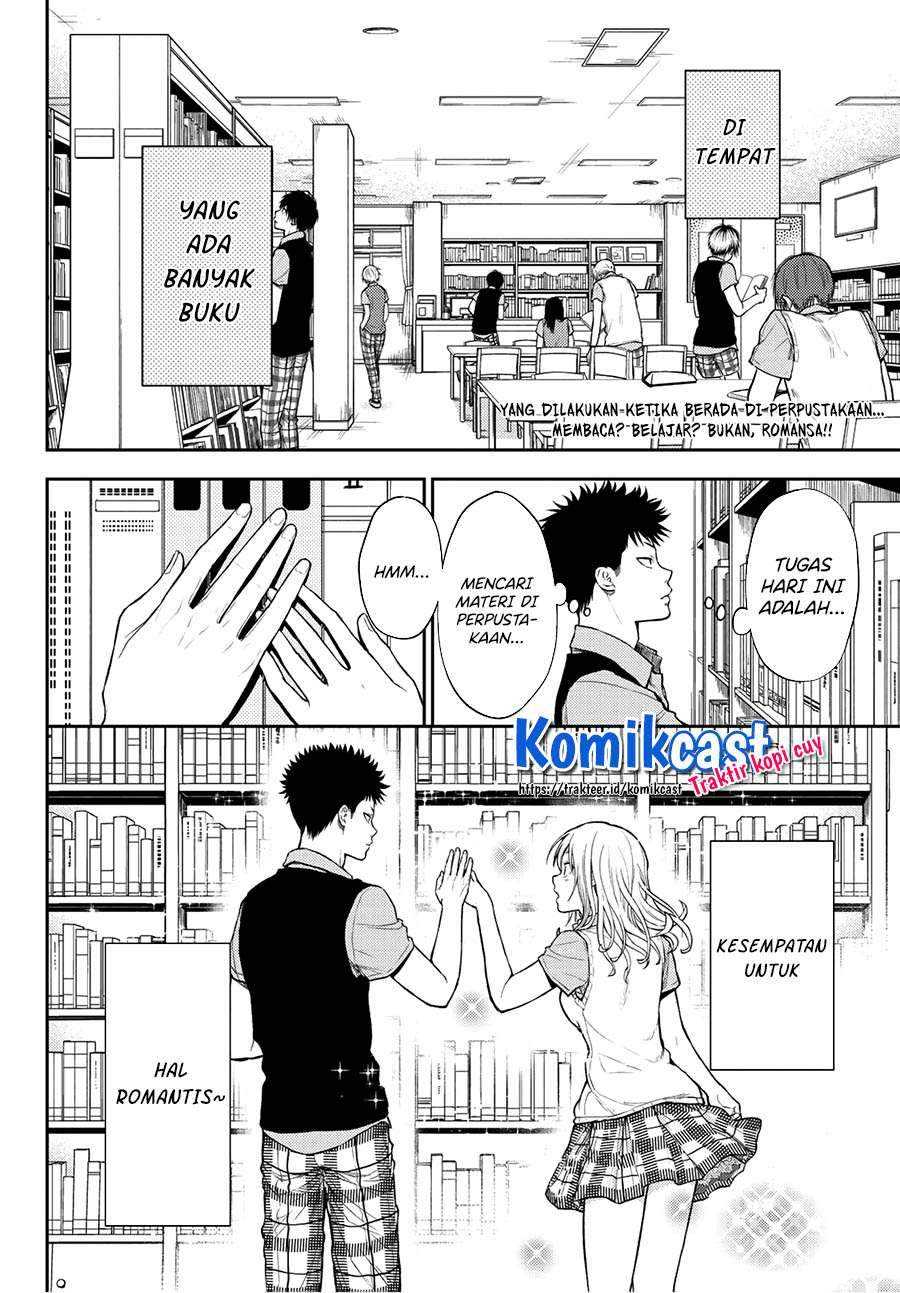 DI
TEMPAT
YANG
ADA
BANYAK
BUKU
YANG DILAKUKAN KETIKA BERADA DI PERPUSTAKAAN...
MEMBACA? BELAJAR? BUKAN, ROMANSA!!
TUGAS
HARI INI
ADALAH...
MENCARI
MATERI DI
PERPUSTA-
KAAN...
HMM...
Komikcast
Traktir kopi cuy
https://trakteer.id/komikcast
KESEMPATAN
UNTUK
HAL
ROMANTIS~